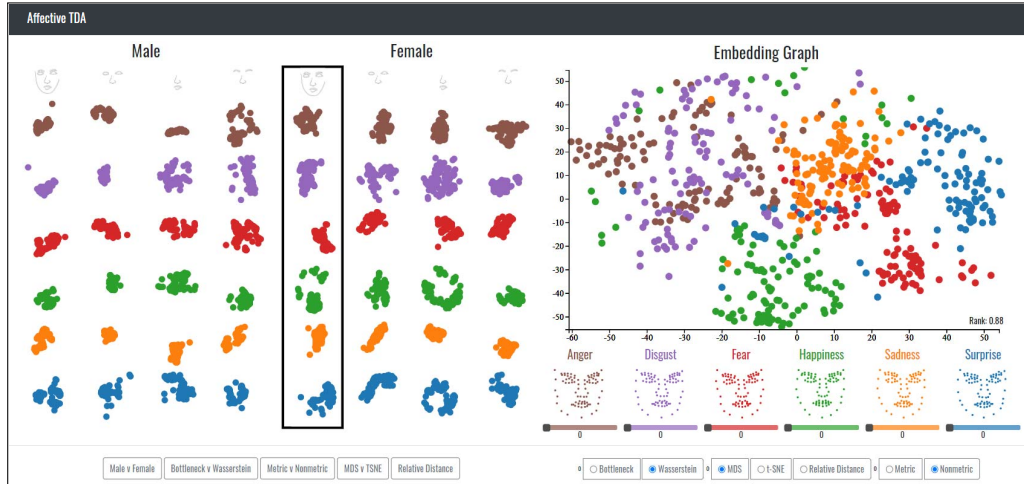 Affective TDA
Male
Female
Embedding Graph
50
40
30
20
10
0
-10
-20
-30
-40
-50
Rank: 0.88
-60 -50 -40 -30 -20 -10 0 10 20 30 40 50
Anger Disgust Fear Happiness Sadness Surprise
0 0 0 0 0 0
Male v Female Bottleneck v Wasserstein Metric v Nonmetric MDS v TSNE Relative Distance
0 Bottleneck Wasserstein 0 MDS t-SNE Relative Distance 0 Metric Nonmetric